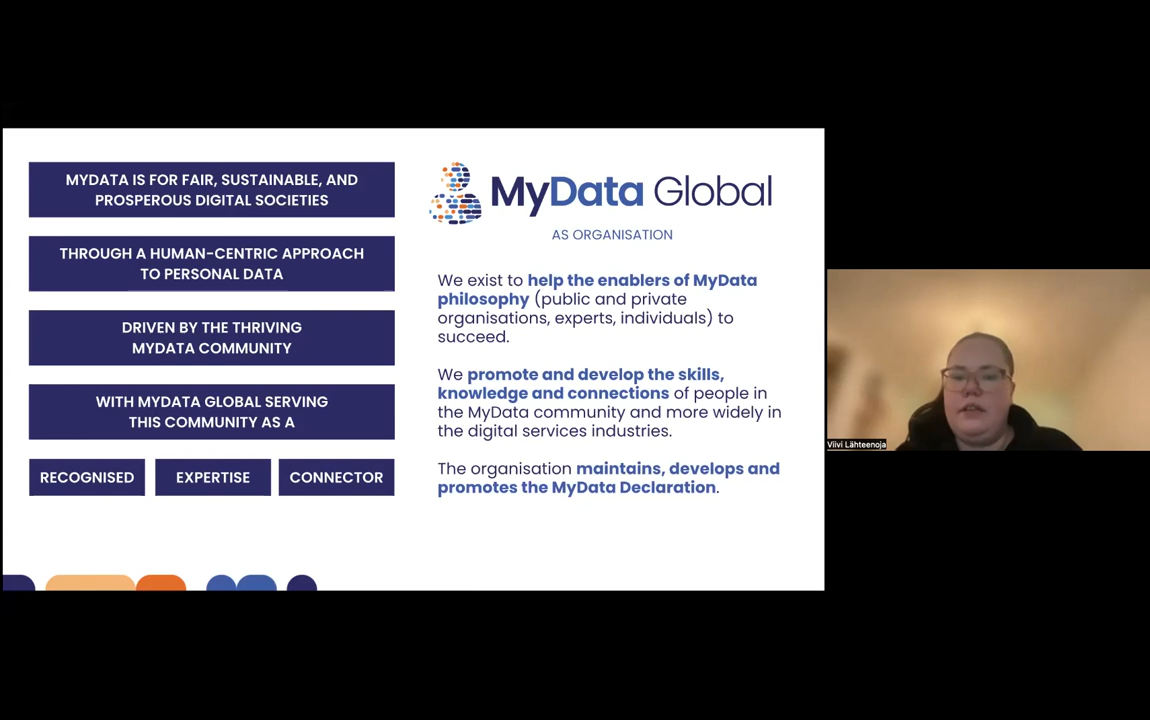 MYDATA IS FOR FAIR, SUSTAINABLE, AND
PROSPEROUS DIGITAL SOCIETIES
THROUGH A HUMAN-CENTRIC APPROACH
TO PERSONAL DATA
DRIVEN BY THE THRIVING
MYDATA COMMUNITY
WITH MYDATA GLOBAL SERVING
THIS COMMUNITY AS A
RECOGNISED
EXPERTISE
CONNECTOR
MyData Global
AS ORGANISATION
We exist to help the enablers of MyData
philosophy (public and private
organisations, experts, individuals) to
succeed.
We promote and develop the skills,
knowledge and connections of people in
the MyData community and more widely in
the digital services industries.
The organisation maintains, develops and
promotes the MyData Declaration.
Viivi Lähteenoja